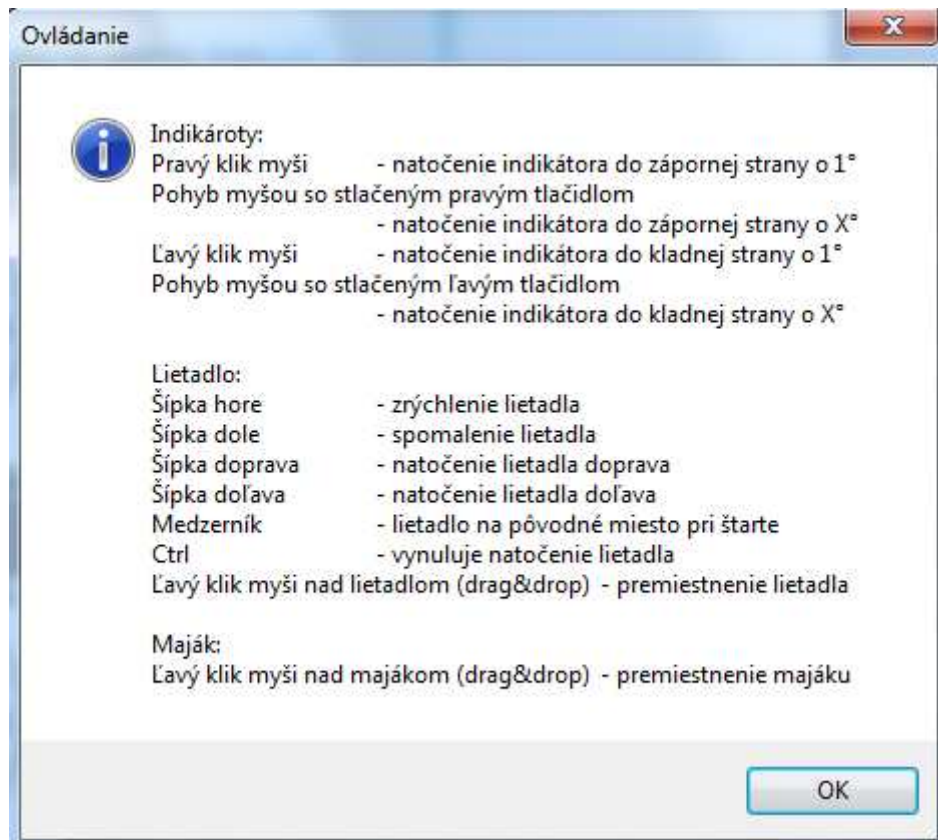 Ovládanie
Indikároty:
Pravý klik myši - natočenie indikátora do zápornej strany o 1°
Pohyb myšou so stlačeným pravým tlačidlom
- natočenie indikátora do zápornej strany o X°
Ľavý klik myši - natočenie indikátora do kladnej strany o 1°
Pohyb myšou so stlačeným ľavým tlačidlom
- natočenie indikátora do kladnej strany o X°
Lietadlo:
Šípka hore - zrýchlenie lietadla
Šípka dole - spomalenie lietadla
Šípka doprava - natočenie lietadla doprava
Šípka doľava - natočenie lietadla doľava
Medzerník - lietadlo na pôvodné miesto pri štarte
Ctrl - vynuluje natočenie lietadla
Ľavý klik myši nad lietadlom (drag&drop) - premiestnenie lietadla
Maják:
Ľavý klik myši nad majákom (drag&drop) - premiestnenie majáku
OK